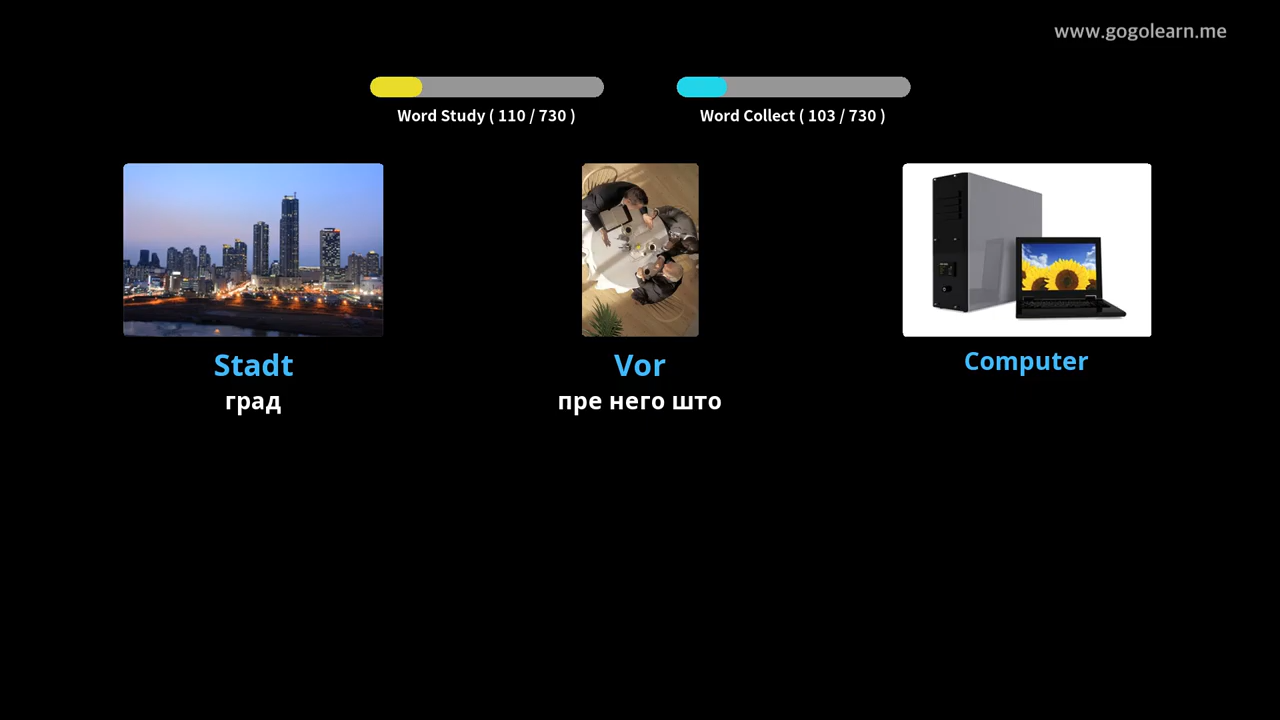 www.gogolearn.me
Word Study ( 110 / 730 )
Word Collect ( 103 / 730 )
Stadt
град
Vor
пре него што
Computer